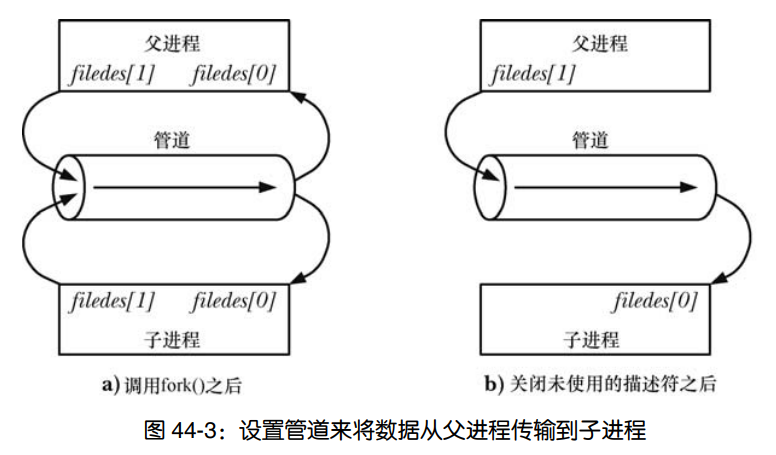 父进程
filedes[1] filedes[0]
管道
filedes[1] filedes[0]
子进程
a) 调用fork()之后
父进程
filedes[1]
管道
filedes[0]
子进程
b) 关闭未使用的描述符之后
图 44-3：设置管道来将数据从父进程传输到子进程